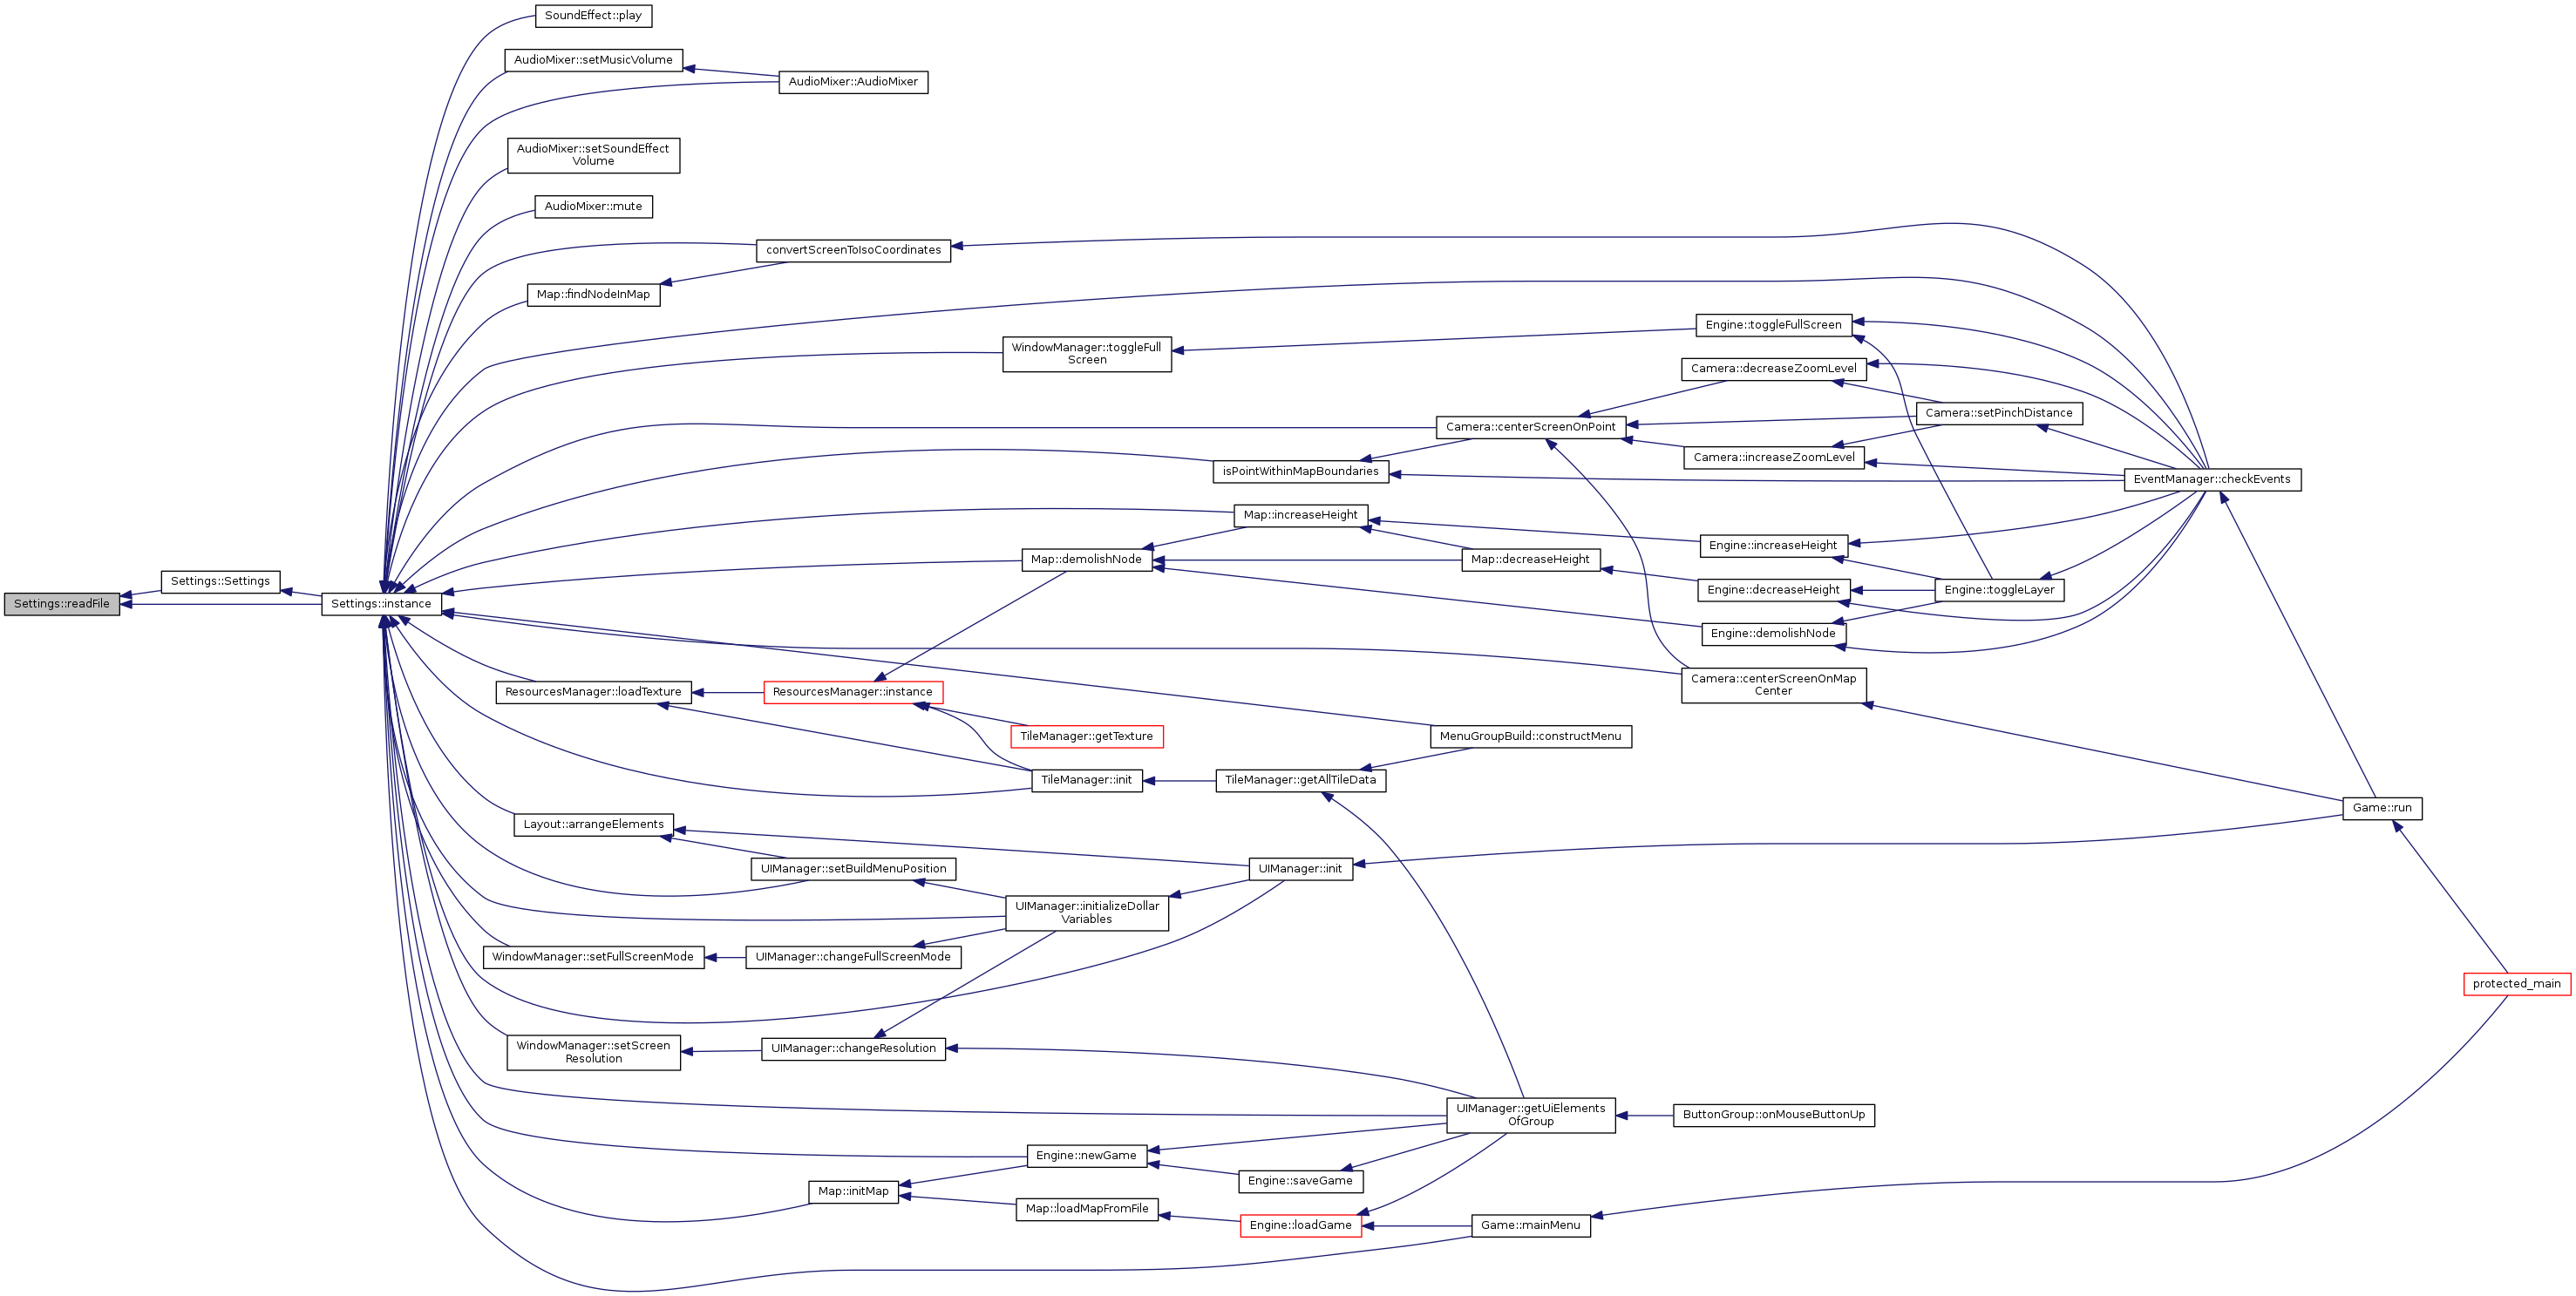 SoundEffect::play
AudioMixer::setMusicVolume
AudioMixer::AudioMixer
AudioMixer::setSoundEffect
Volume
AudioMixer::mute
convertScreenToIsoCoordinates
Map::findNodeInMap
Engine::toggleFullScreen
WindowManager::toggleFull
Screen
Camera::decreaseZoomLevel
Camera::setPinchDistance
Camera::centerScreenOnPoint
Camera::increaseZoomLevel
isPointWithinMapBoundaries
EventManager::checkEvents
Map::increaseHeight
Engine::increaseHeight
Map::demolishNode
Map::decreaseHeight
Settings::Settings
Engine::decreaseHeight
Engine::toggleLayer
Settings::readFile
Settings::instance
Engine::demolishNode
Camera::centerScreenOnMap
Center
ResourcesManager::loadTexture
ResourcesManager::instance
TileManager::getTexture
MenuGroupBuild::constructMenu
TileManager::init
TileManager::getAllTileData
Game::run
Layout::arrangeElements
UIManager::setBuildMenuPosition
UIManager::init
UIManager::initializeDollar
Variables
WindowManager::setFullScreenMode
UIManager::changeFullScreenMode
protected_main
WindowManager::setScreen
Resolution
UIManager::changeResolution
UIManager::getUiElements
OfGroup
ButtonGroup::onMouseButtonUp
Engine::newGame
Engine::saveGame
Map::initMap
Map::loadMapFromFile
Engine::loadGame
Game::mainMenu